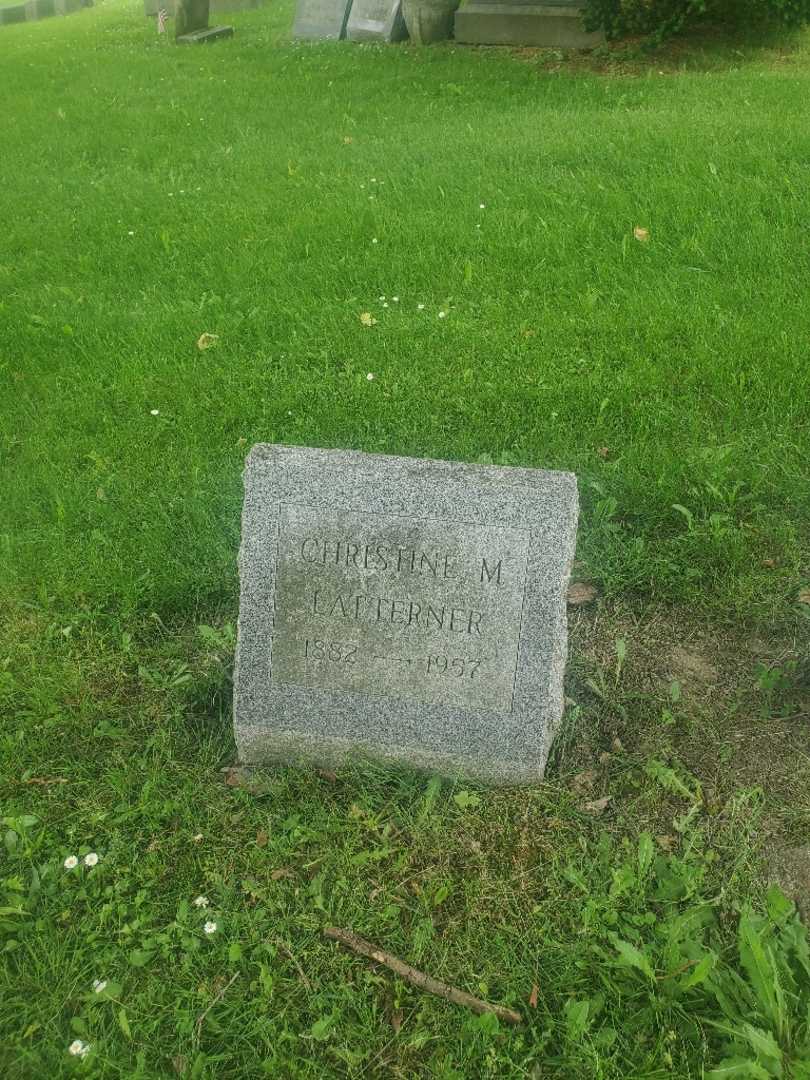 CHRISTINE M
LATTERNER
1882 — 1957